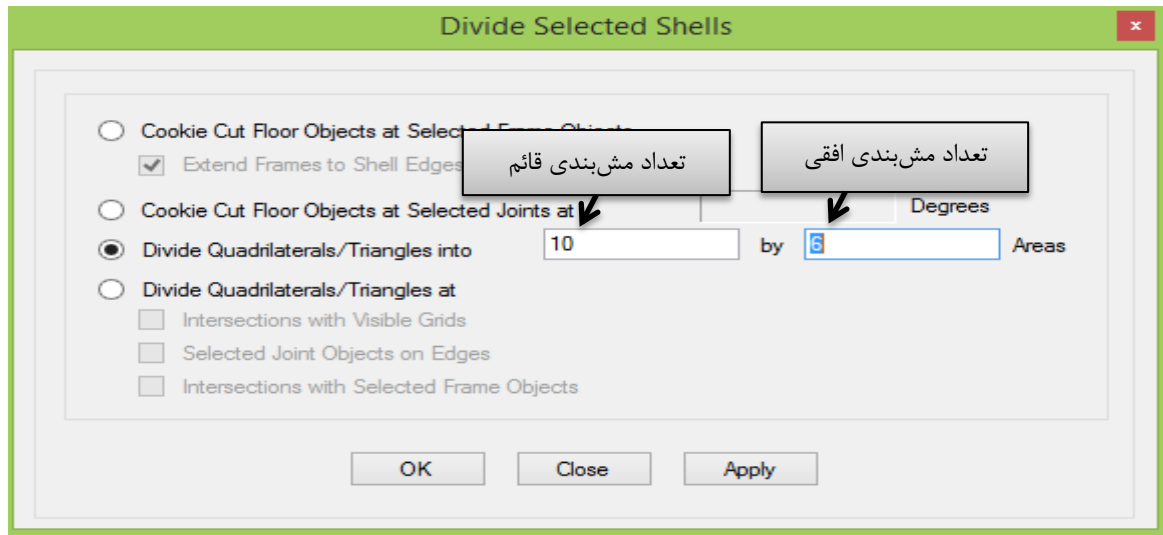 Divide Selected Shells
x
Cookie Cut Floor Objects at Selected Frame Objects
تعداد مش‌بندی قائم
تعداد مش‌بندی افقی
Extend Frames to Shell Edges
Cookie Cut Floor Objects at Selected Joints at
Degrees
Divide Quadrilaterals/Triangles into 10 by 6 Areas
Divide Quadrilaterals/Triangles at
Intersections with Visible Grids
Selected Joint Objects on Edges
Intersections with Selected Frame Objects
OK Close Apply